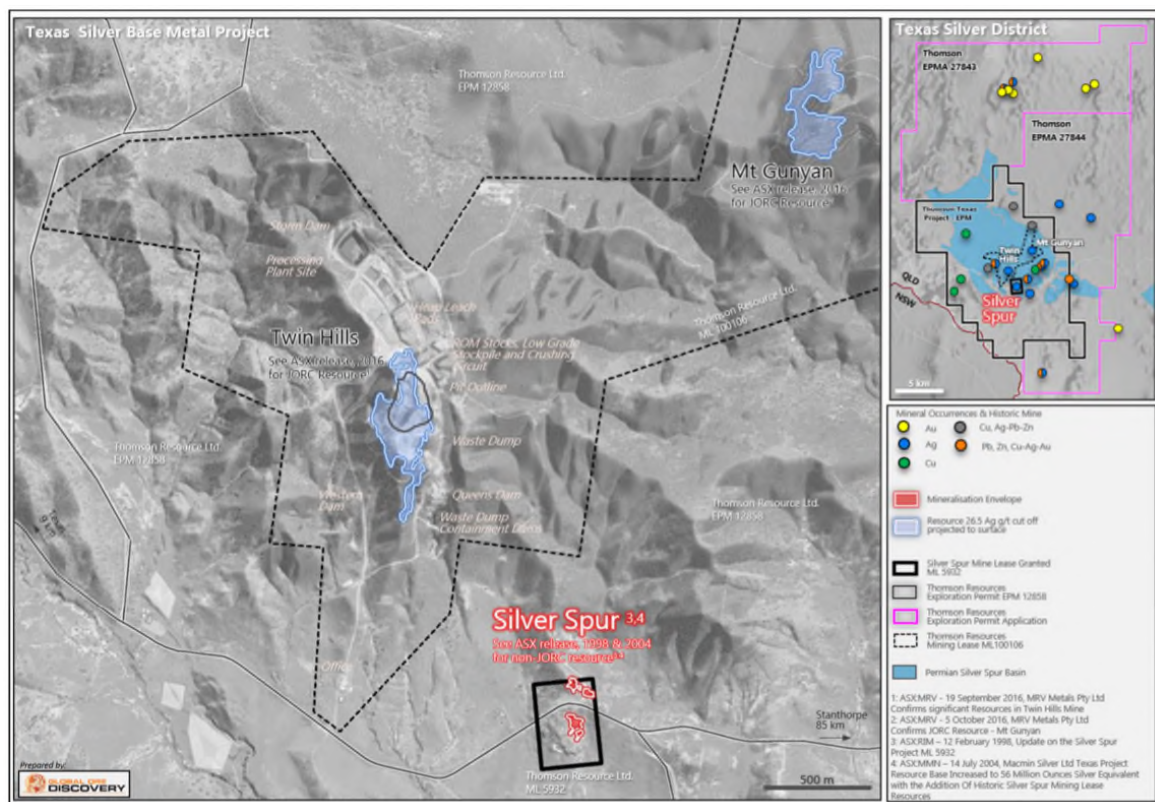 Texas Silver Base Metal Project
Thomson Resource Ltd.
EPM 12858
Mt Gunyan
See ASX release, 2016
for JORC Resource
Storm Dam
Processing
Plant Site
Heap Leach
Pads
Thomson Resource Ltd.
ML 100106
Twin Hills
See ASX release, 2016
for JORC Resource
ROM Stocks, Low Grade
Stockpile and Crushing
Circuit
Pit Outline
Thomson Resource Ltd.
EPM 12858
Waste Dump
Western
Dam
Queens Dam
Waste Dump
Containment
Thomson Resource Ltd.
EPM 12858
Texas
Silver Spur 3,4
See ASX release, 1998 & 2004
for non-JORC resource
Office
Stanthorpe
85 km
Thomson Resource Ltd.
ML 5932
500 m
Prepared by:
GLOBAL ORE
DISCOVERY
Texas Silver District
Thomson
EPMA 27843
Thomson
EPMA 27844
Thomson Texas
Project EPM
Mt Gunyan
Twin
Hills
QLD
NSW
Silver
Spur
5 km
Mineral Occurrences & Historic Mine
Au
Cu, Ag-Pb-Zn
Ag
Pb, Zn, Cu-Ag-Au
Cu
Mineralisation Envelope
Resource 26.5 Ag g/t cut off
projected to surface
Silver Spur Mine Lease Granted
ML 5932
Thomson Resources
Exploration Permit EPM 12858
Thomson Resources
Exploration Permit Application
Thomson Resources
Mining Lease ML100106
Permian Silver Spur Basin
1: ASX:MRV – 19 September 2016, MRV Metals Pty Ltd
Confirms significant Resources in Twin Hills Mine
2: ASX:MRV - 5 October 2016, MRV Metals Pty Ltd
Confirms JORC Resource - Mt Gunyan
3: ASX:RIM – 12 February 1998, Update on the Silver Spur
Project ML 5932
4: ASX:MMN – 14 July 2004, Macmin Silver Ltd Texas Project
Resource Base Increased to 56 Million Ounces Silver Equivalent
with the Addition Of Historic Silver Spur Mining Lease
Resources